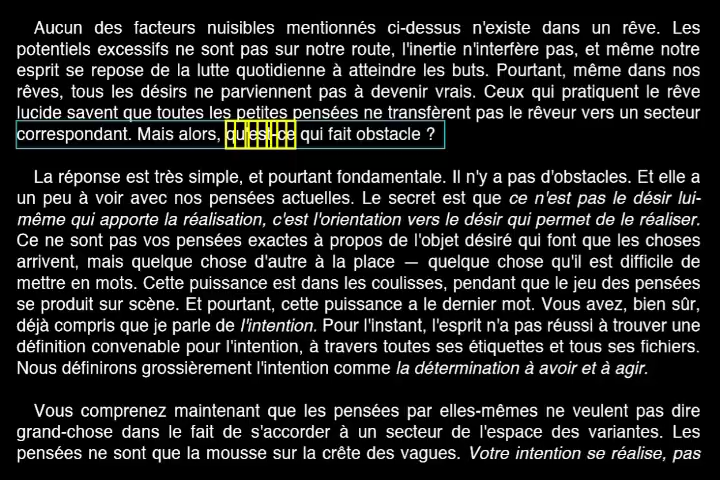 Aucun des facteurs nuisibles mentionnés ci-dessus n'existe dans un rêve. Les
potentiels excessifs ne sont pas sur notre route, l'inertie n'interfère pas, et même notre
esprit se repose de la lutte quotidienne à atteindre les buts. Pourtant, même dans nos
rêves, tous les désirs ne parviennent pas à devenir vrais. Ceux qui pratiquent le rêve
lucide savent que toutes les petites pensées ne transfèrent pas le rêveur vers un secteur
correspondant. Mais alors, qu'est-ce qui fait obstacle ?
La réponse est très simple, et pourtant fondamentale. Il n'y a pas d'obstacles. Et elle a
un peu à voir avec nos pensées actuelles. Le secret est que ce n'est pas le désir lui-
même qui apporte la réalisation, c'est l'orientation vers le désir qui permet de le réaliser.
Ce ne sont pas vos pensées exactes à propos de l'objet désiré qui font que les choses
arrivent, mais quelque chose d'autre à la place — quelque chose qu'il est difficile de
mettre en mots. Cette puissance est dans les coulisses, pendant que le jeu des pensées
se produit sur scène. Et pourtant, cette puissance a le dernier mot. Vous avez, bien sûr,
déjà compris que je parle de l'intention. Pour l'instant, l'esprit n'a pas réussi à trouver une
définition convenable pour l'intention, à travers toutes ses étiquettes et tous ses fichiers.
Nous définirons grossièrement l'intention comme la détermination à avoir et à agir.
Vous comprenez maintenant que les pensées par elles-mêmes ne veulent pas dire
grand-chose dans le fait de s'accorder à un secteur de l'espace des variantes. Les
pensées ne sont que la mousse sur la crête des vagues. Votre intention se réalise, pas